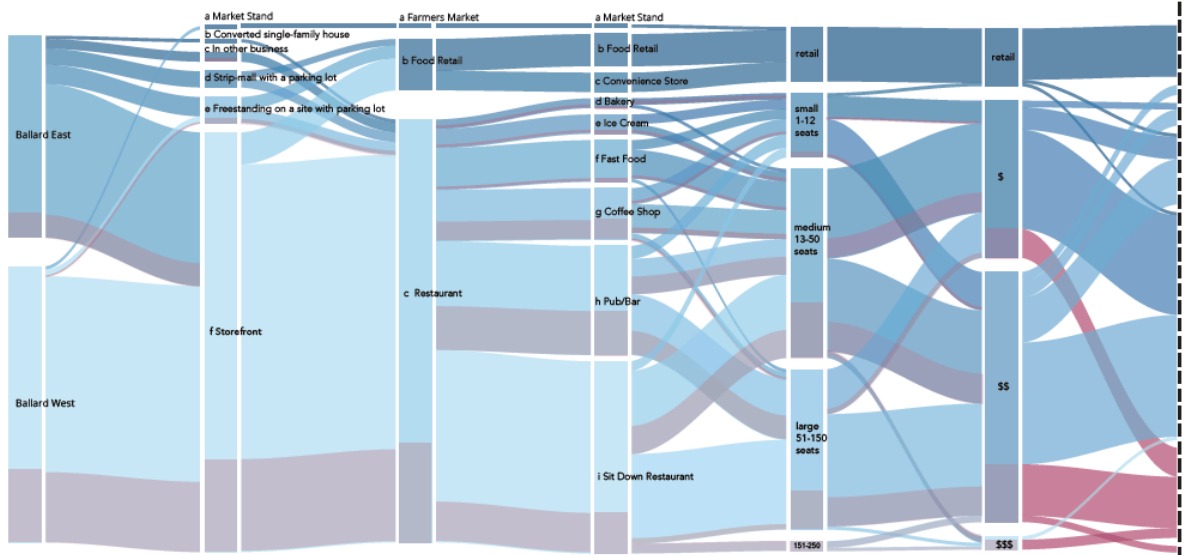 Ballard East
Ballard West
a Market Stand
b Converted single-family house
c In other business
d Strip-mall with a parking lot
e Freestanding on a site with parking lot
f Storefront
a Farmers Market
b Food Retail
c Restaurant
a Market Stand
b Food Retail
c Convenience Store
d Bakery
e Ice Cream
f Fast Food
g Coffee Shop
h Pub/Bar
i Sit Down Restaurant
retail
small
1-12
seats
medium
13-50
seats
large
51-150
seats
151-250
retail
$
$$
$$$